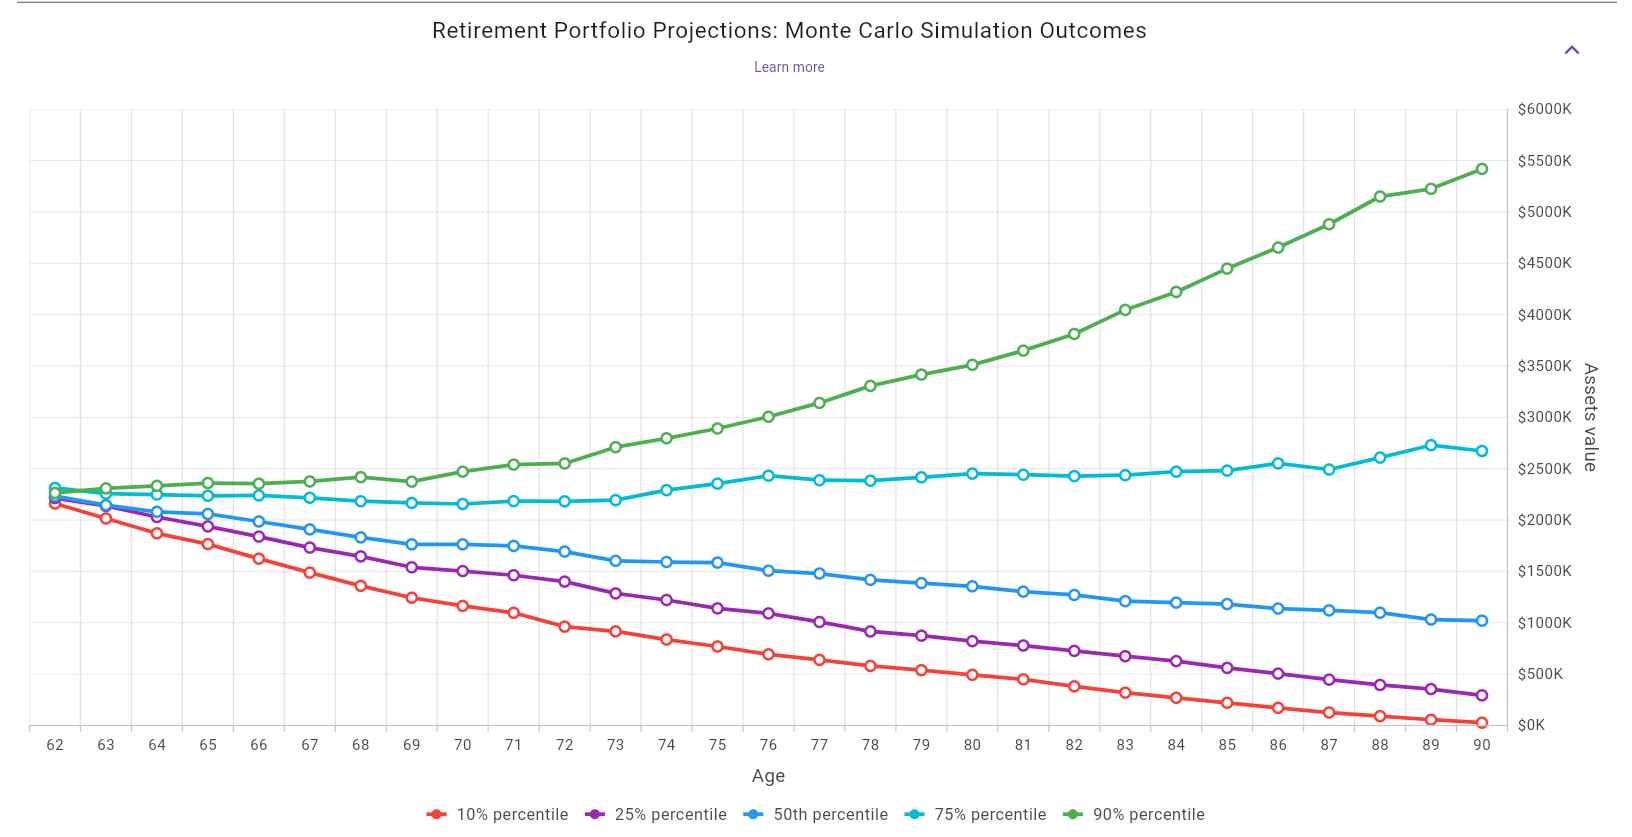 Retirement Portfolio Projections: Monte Carlo Simulation Outcomes
Learn more
$6000K
$5500K
$5000K
$4500K
$4000K
$3500K
$3000K
$2500K
$2000K
$1500K
$1000K
$500K
$0K
Assets value
62 63 64 65 66 67 68 69 70 71 72 73 74 75 76 77 78 79 80 81 82 83 84 85 86 87 88 89 90
Age
10% percentile 25% percentile 50th percentile 75% percentile 90% percentile